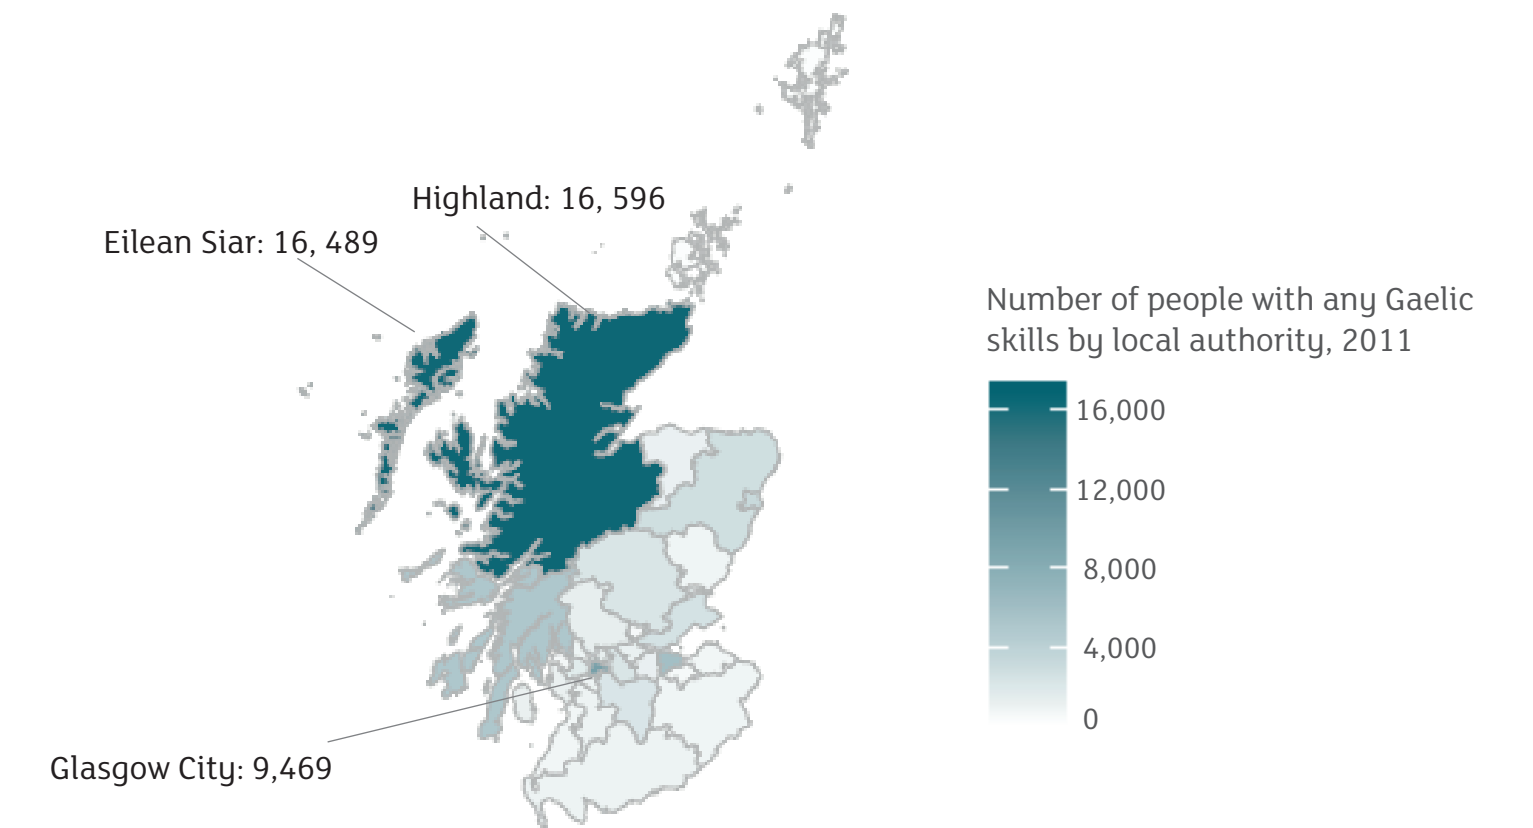 Highland: 16, 596
Eilean Siar: 16, 489
Number of people with any Gaelic
skills by local authority, 2011
16,000
12,000
8,000
4,000
0
Glasgow City: 9,469